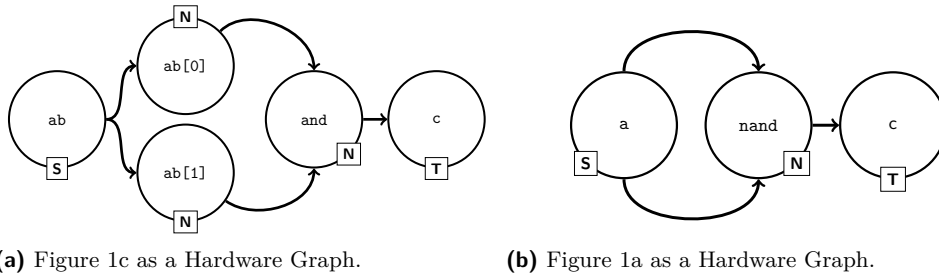 N
ab[0]
ab
S
ab[1]
N
and
N
c
T
a
S
nand
N
c
T
(a) Figure 1c as a Hardware Graph.
(b) Figure 1a as a Hardware Graph.